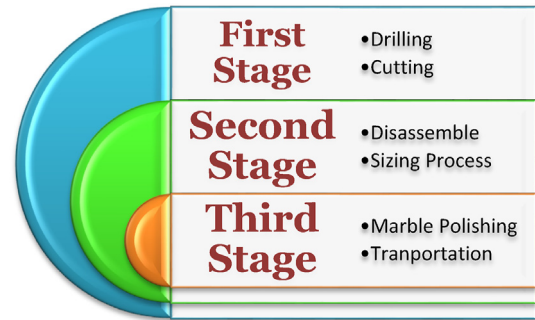 First
Stage
•Drilling
•Cutting
Second
Stage
•Disassemble
•Sizing Process
Third
Stage
•Marble Polishing
•Tranportation